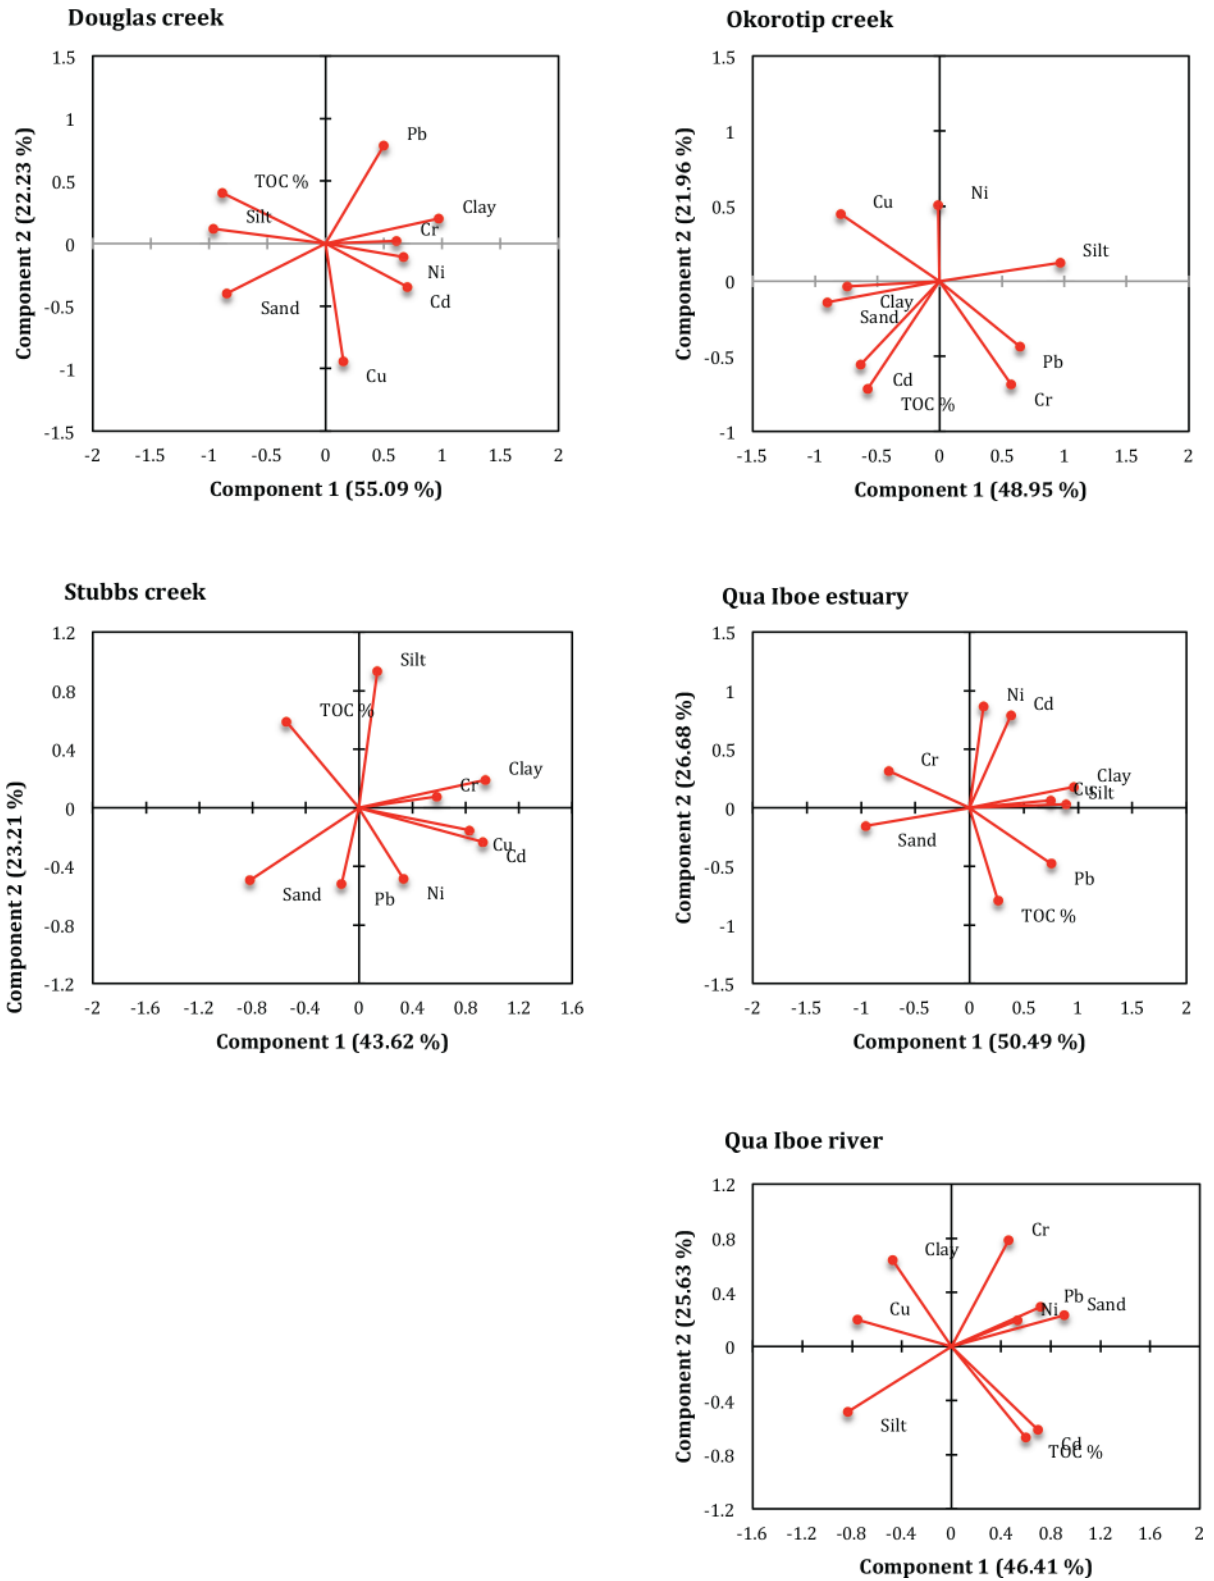 Douglas creek
1.5
1
0.5
0
-0.5
-1
-1.5
Component 2 (22.23 %)
Pb
TOC %
Clay
Silt
Cr
Ni
Cd
Sand
Cu
-2 -1.5 -1 -0.5 0 0.5 1 1.5 2
Component 1 (55.09 %)
Okorotip creek
1.5
1
0.5
0
-0.5
-1
Component 2 (21.96 %)
Ni
Cu
Silt
Clay
Sand
Pb
Cd
Cr
TOC %
-1.5 -1 -0.5 0 0.5 1 1.5 2
Component 1 (48.95 %)
Stubbs creek
1.2
0.8
0.4
0
-0.4
-0.8
-1.2
Component 2 (23.21 %)
Silt
TOC %
Clay
Cr
Cu
Cd
Sand
Pb
Ni
-2 -1.6 -1.2 -0.8 -0.4 0 0.4 0.8 1.2 1.6
Component 1 (43.62 %)
Qua Iboe estuary
1.5
1
0.5
0
-0.5
-1
-1.5
Component 2 (26.68 %)
Ni
Cd
Cr
Clay
Cu
Silt
Sand
Pb
TOC %
-2 -1.5 -1 -0.5 0 0.5 1 1.5 2
Component 1 (50.49 %)
Qua Iboe river
1.2
0.8
0.4
0
-0.4
-0.8
-1.2
Component 2 (25.63 %)
Cr
Clay
Pb
Sand
Cu
Ni
Silt
Cd
TOC %
-1.6 -1.2 -0.8 -0.4 0 0.4 0.8 1.2 1.6 2
Component 1 (46.41 %)